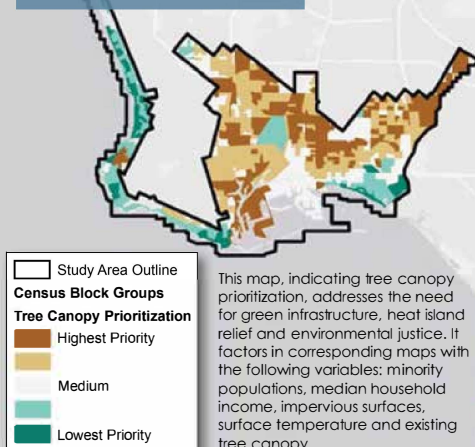 Study Area Outline
Census Block Groups
Tree Canopy Prioritization
Highest Priority
Medium
Lowest Priority
This map, indicating tree canopy
prioritization, addresses the need
for green infrastructure, heat island
relief and environmental justice. It
factors in corresponding maps with
the following variables: minority
populations, median household
income, impervious surfaces,
surface temperature and existing
tree canopy